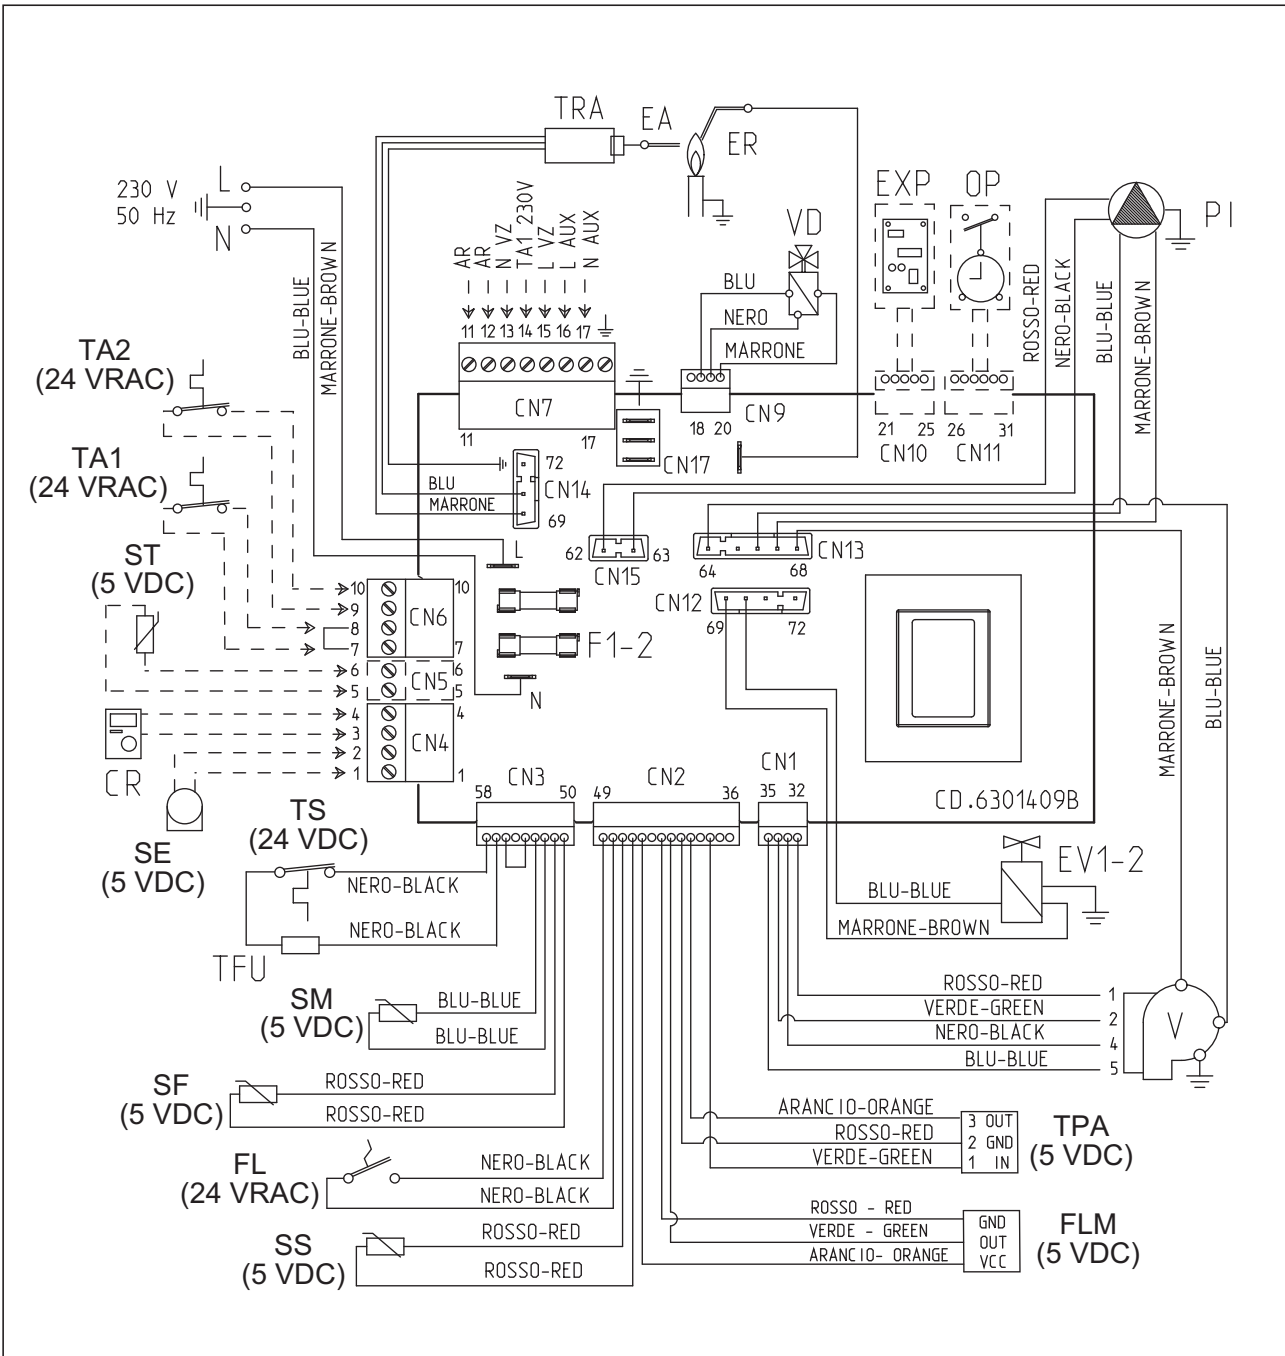 TRA
EA
ER
230 V
50 Hz
L
N
EXP
OP
PI
VD
AR
AR
N VZ
TA1 230V
L VZ
L AUX
N AUX
11 12 13 14 15 16 17
BLU-BLUE
MARRONE-BROWN
BLU
NERO
MARRONE
ROSSO-RED
NERO-BLACK
BLU-BLUE
MARRONE-BROWN
TA2
(24 VRAC)
CN7
11
17
18 20
CN9
21 25
CN10
26 31
CN11
CN17
TA1
(24 VRAC)
72
CN14
69
BLU
MARRONE
ST
(5 VDC)
L
62
63
CN15
64
68
CN13
CN12
69
72
10
9
8
7
6
5
4
3
2
1
10
CN6
7
6
CN5
5
4
CN4
1
F1-2
N
CR
MARRONE-BROWN
BLU-BLUE
SE
(5 VDC)
CN3
58
50
CN2
49
36
CN1
35 32
CD.6301409B
TS
(24 VDC)
NERO-BLACK
NERO-BLACK
TFU
EV1-2
BLU-BLUE
MARRONE-BROWN
SM
(5 VDC)
BLU-BLUE
BLU-BLUE
ROSSO-RED 1
VERDE-GREEN 2
NERO-BLACK 4
BLU-BLUE 5
V
SF
(5 VDC)
ROSSO-RED
ROSSO-RED
ARANCIO-ORANGE 3 OUT
ROSSO-RED 2 GND
VERDE-GREEN 1 IN
TPA
(5 VDC)
FL
(24 VRAC)
NERO-BLACK
NERO-BLACK
ROSSO - RED GND
VERDE - GREEN OUT
ARANCIO- ORANGE VCC
FLM
(5 VDC)
SS
(5 VDC)
ROSSO-RED
ROSSO-RED